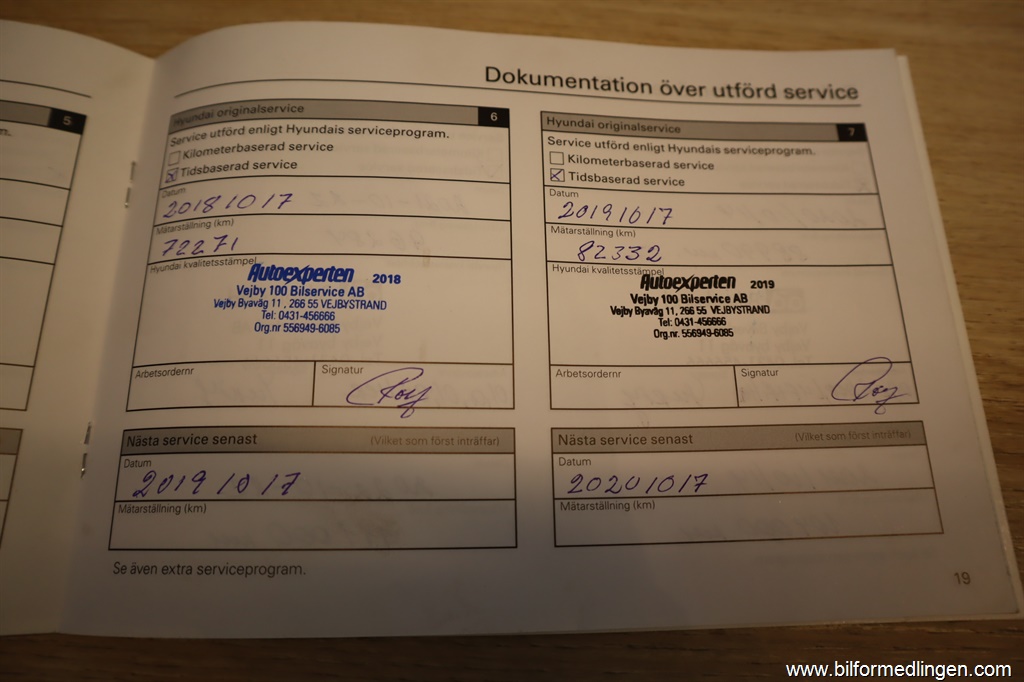 Dokumentation över utförd service
5
Hyundai originalservice 6
Service utförd enligt Hyundais serviceprogram.
Kilometerbaserad service
Tidsbaserad service
Datum
20181017
Mätarställning (km)
72271
Hyundai kvalitetsstämpel
Autoexperten 2018
Vejby 100 Bilservice AB
Vejby Byaväg 11, 266 55 VEJBYSTRAND
Tel: 0431-456666
Org.nr 556949-6085
Arbetsordernr Signatur
Nästa service senast (Vilket som först inträffar)
Datum
2019 10 17
Mätarställning (km)
Se även extra serviceprogram.
Hyundai originalservice 7
Service utförd enligt Hyundais serviceprogram.
Kilometerbaserad service
Tidsbaserad service
Datum
20191017
Mätarställning (km)
82332
Hyundai kvalitetsstämpel
Autoexperten 2019
Vejby 100 Bilservice AB
Vejby Byaväg 11, 266 55 VEJBYSTRAND
Tel: 0431-456666
Org.nr. 556949-6085
Arbetsordernr Signatur
Nästa service senast (Vilket som först inträffar)
Datum
20201017
Mätarställning (km)
19
www.bilformedlingen.com